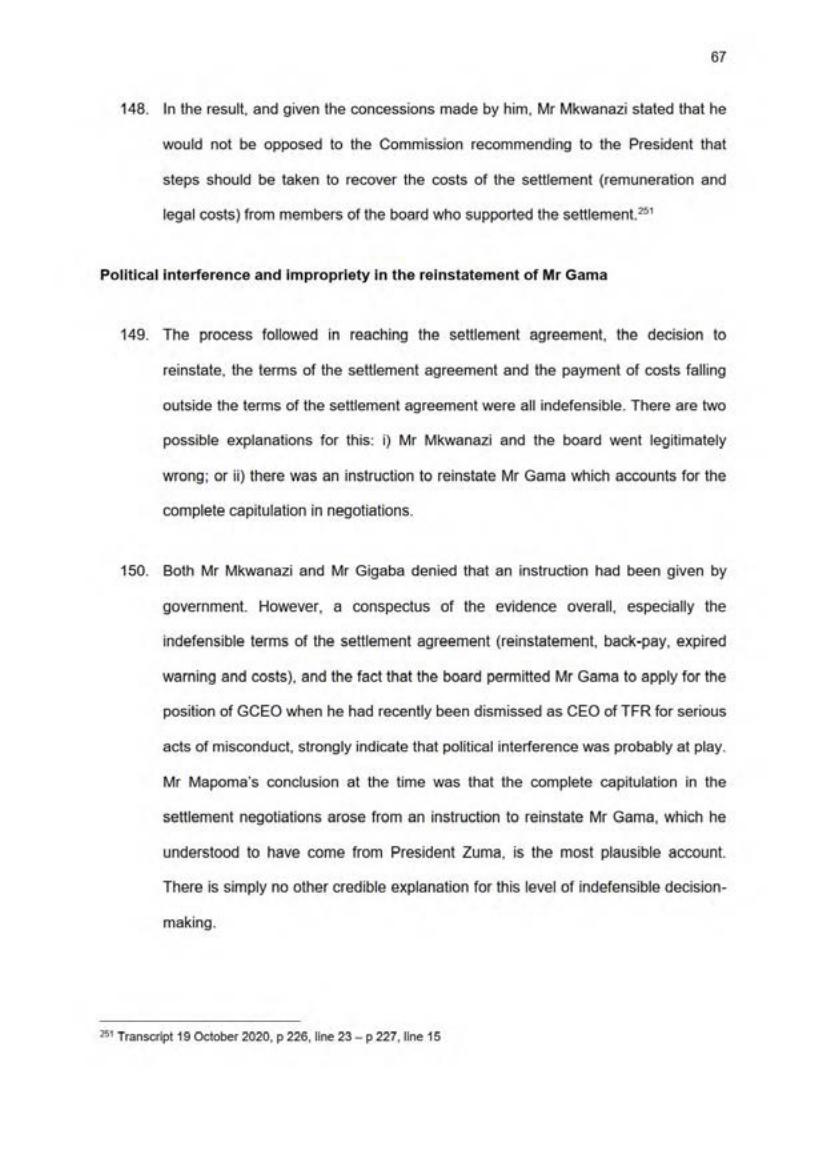 67
148. In the result, and given the concessions made by him, Mr Mkwanazi stated that he
would not be opposed to the Commission recommending to the President that
steps should be taken to recover the costs of the settlement (remuneration and
legal costs) from members of the board who supported the settlement.251
Political interference and impropriety in the reinstatement of Mr Gama
149. The process followed in reaching the settlement agreement, the decision to
reinstate, the terms of the settlement agreement and the payment of costs falling
outside the terms of the settlement agreement were all indefensible. There are two
possible explanations for this: i) Mr Mkwanazi and the board went legitimately
wrong; or ii) there was an instruction to reinstate Mr Gama which accounts for the
complete capitulation in negotiations.
150. Both Mr Mkwanazi and Mr Gigaba denied that an instruction had been given by
government. However, a conspectus of the evidence overall, especially the
indefensible terms of the settlement agreement (reinstatement, back-pay, expired
warning and costs), and the fact that the board permitted Mr Gama to apply for the
position of GCEO when he had recently been dismissed as CEO of TFR for serious
acts of misconduct, strongly indicate that political interference was probably at play.
Mr Mapoma's conclusion at the time was that the complete capitulation in the
settlement negotiations arose from an instruction to reinstate Mr Gama, which he
understood to have come from President Zuma, is the most plausible account.
There is simply no other credible explanation for this level of indefensible decision-
making.
251 Transcript 19 October 2020, p 226, line 23 – p 227, line 15